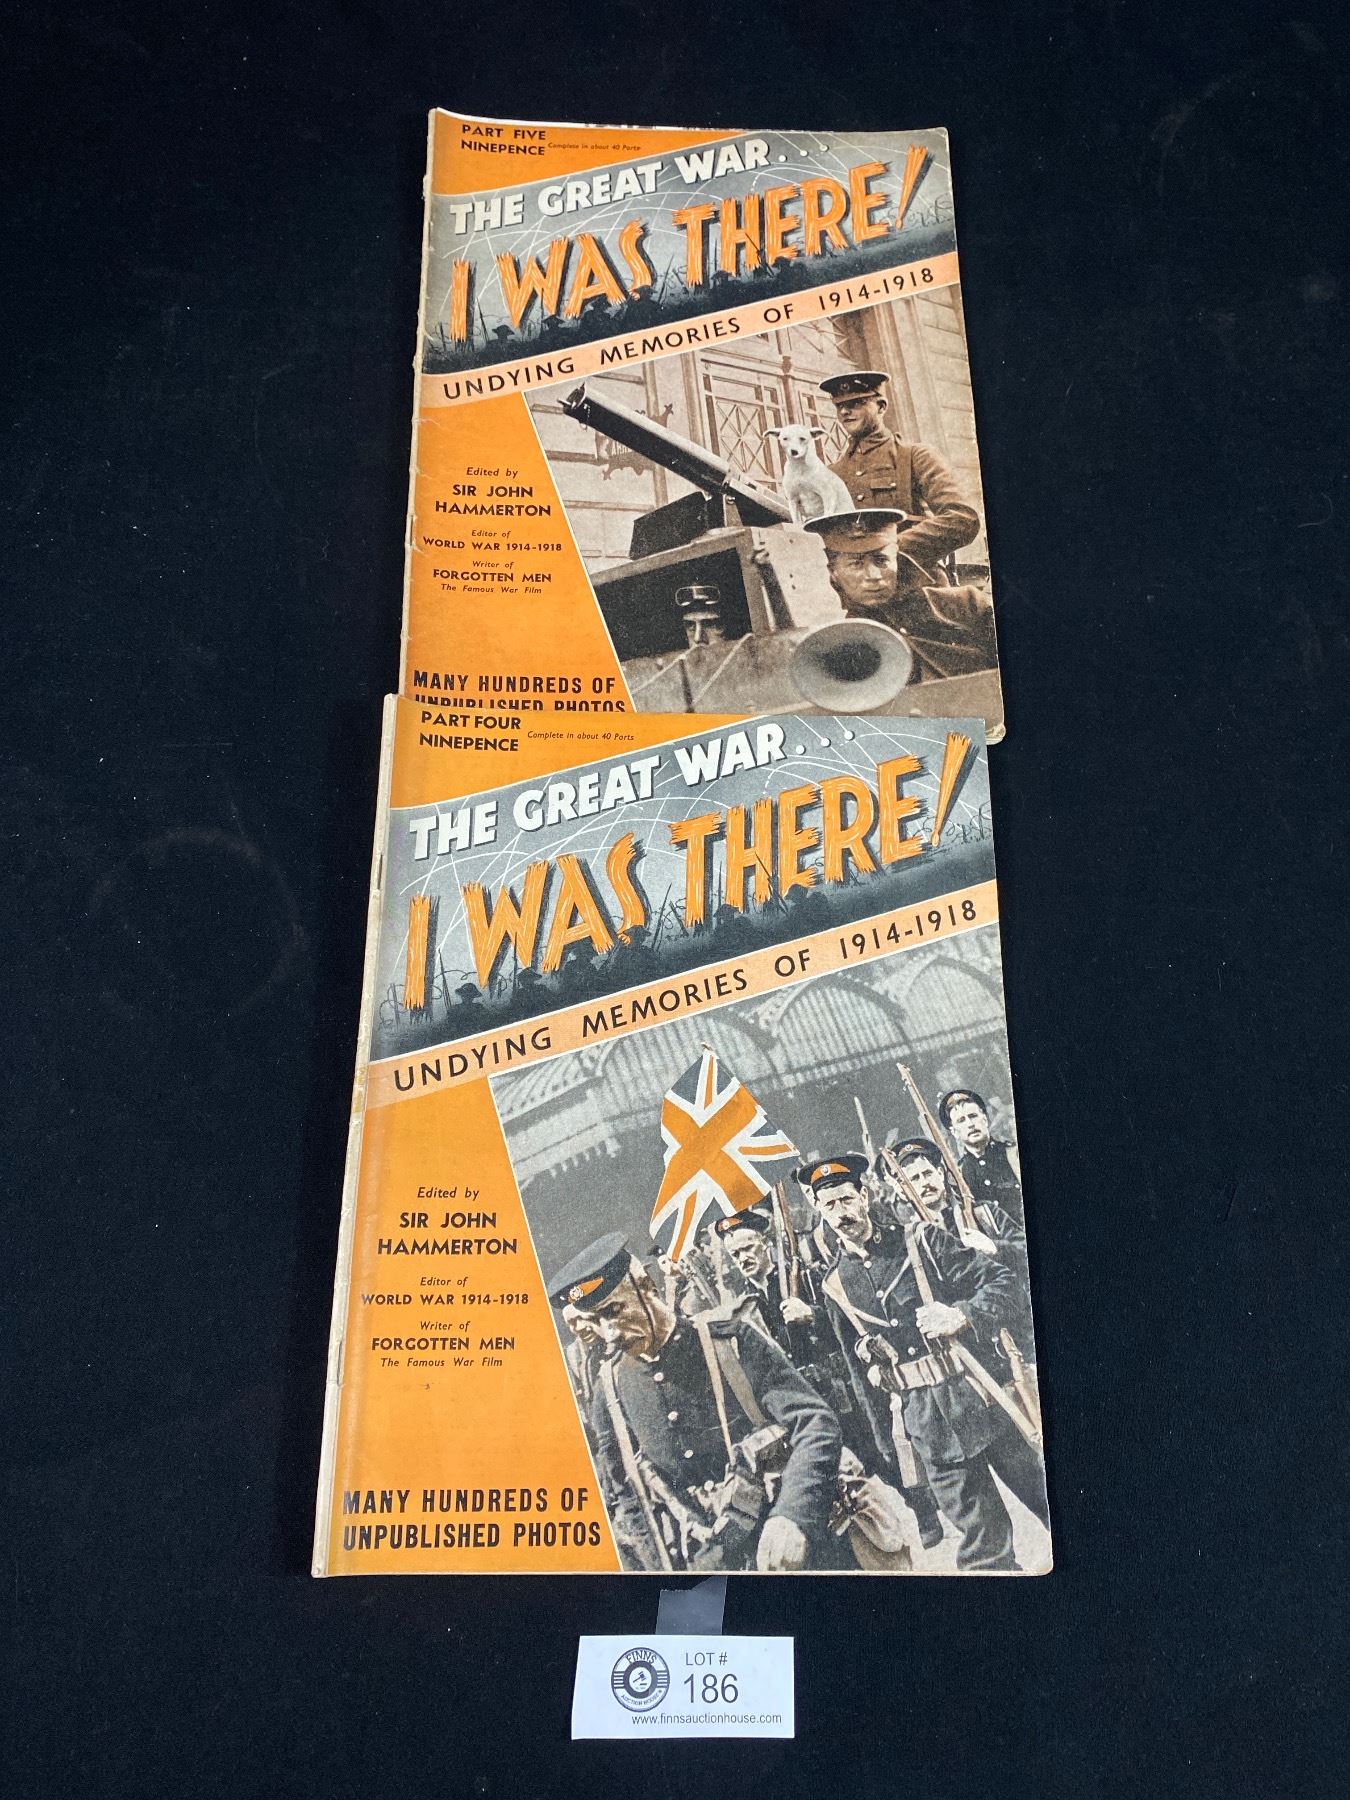 PART FIVE
NINEPENCE Complete in about 40 Parts
THE GREAT WAR...
I WAS THERE!
UNDYING MEMORIES OF 1914-1918
Edited by
SIR JOHN
HAMMERTON
Editor of
WORLD WAR 1914-1918
Writer of
FORGOTTEN MEN
The Famous War Film
MANY HUNDREDS OF
UNPUBLISHED PHOTOS
PART FOUR
NINEPENCE Complete in about 40 Parts
THE GREAT WAR...
I WAS THERE!
UNDYING MEMORIES OF 1914-1918
Edited by
SIR JOHN
HAMMERTON
Editor of
WORLD WAR 1914-1918
Writer of
FORGOTTEN MEN
The Famous War Film
MANY HUNDREDS OF
UNPUBLISHED PHOTOS
FINNS
AUCTION HOUSE
LOT #
186
www.finnsauctionhouse.com